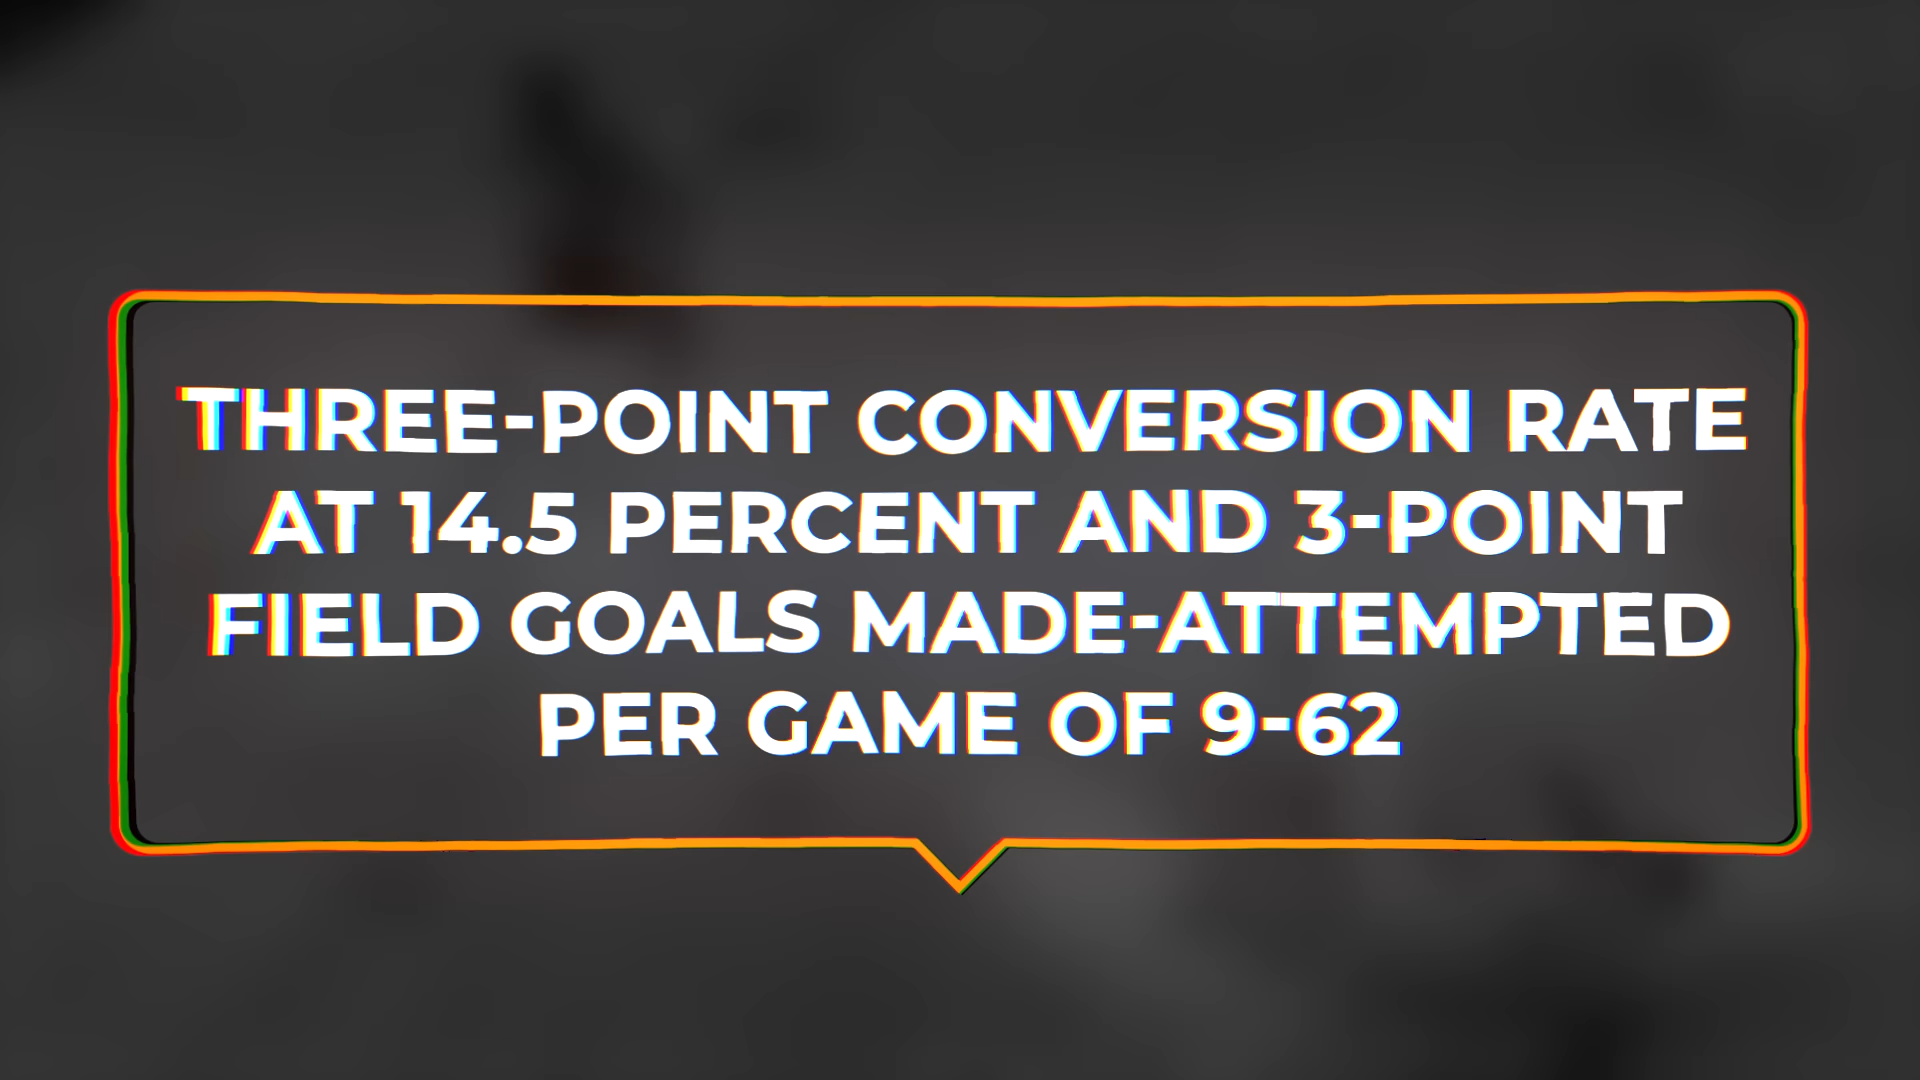 THREE-POINT CONVERSION RATE
AT 14.5 PERCENT AND 3-POINT
FIELD GOALS MADE-ATTEMPTED
PER GAME OF 9-62